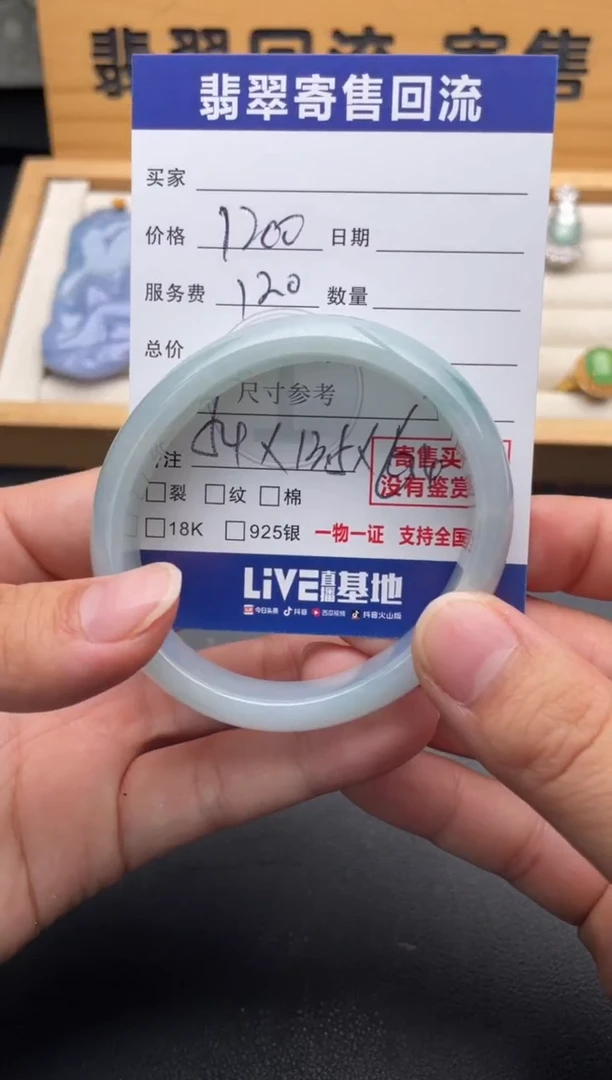 翡翠回流 寄售
翡翠寄售回流
买家
价格 1200 日期
服务费 120 数量
总价
尺寸参考
注 54×13.5×
寄售买
没有鉴赏
裂 纹 棉
18K 925银 一物一证 支持全国
LiVE直播基地
今日头条 抖音 西瓜视频 抖音火山版